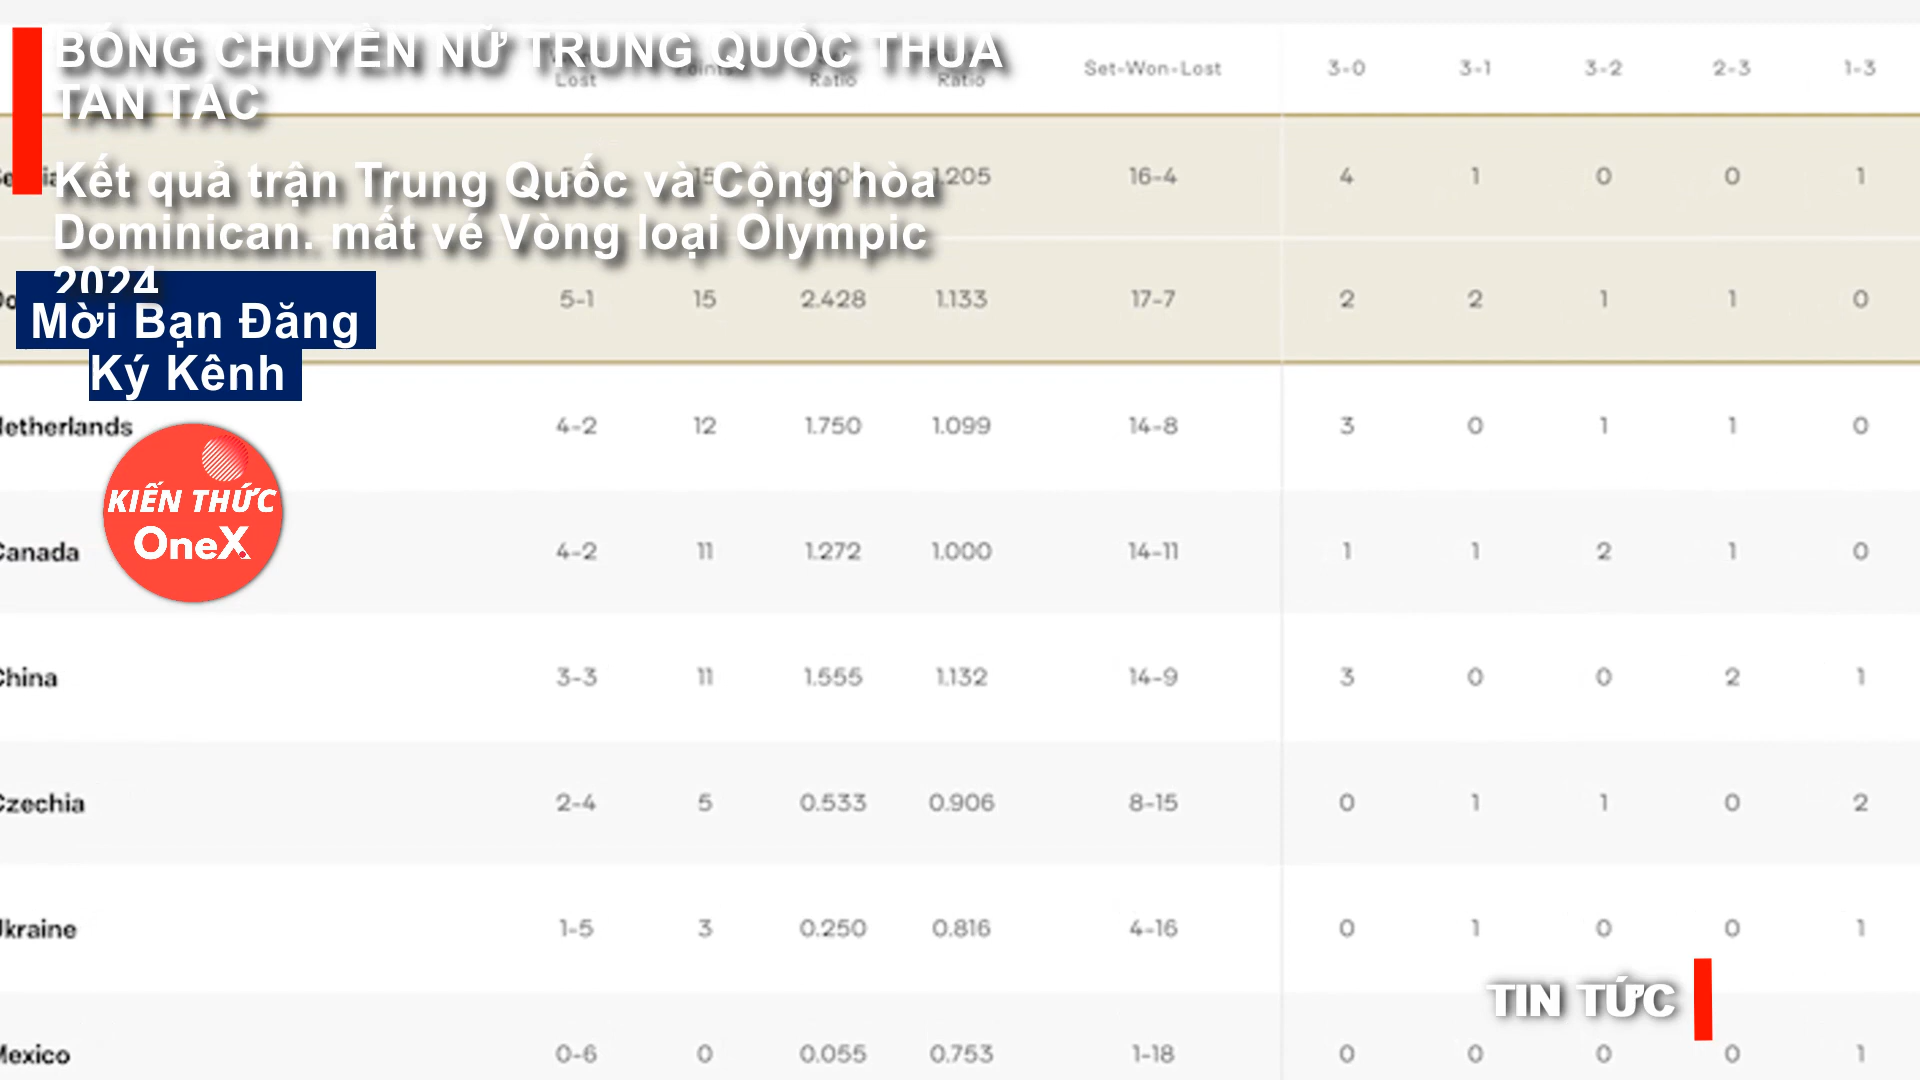 BÓNG CHUYỀN NỮ TRUNG QUỐC THUA
TAN TÁC
Kết quả trận Trung Quốc và Cộng hòa
Dominican. mất vé Vòng loại Olympic
2024
Mời Bạn Đăng
Ký Kênh
KIẾN THỨC
OneX
Lost Points Ratio Ratio Set-Won-Lost 3-0 3-1 3-2 2-3 1-3
15 1.205 16-4 4 1 0 0 1
5-1 15 2.428 1.133 17-7 2 2 1 1 0
Netherlands 4-2 12 1.750 1.099 14-8 3 0 1 1 0
Canada 4-2 11 1.272 1.000 14-11 1 1 2 1 0
China 3-3 11 1.555 1.132 14-9 3 0 0 2 1
Czechia 2-4 5 0.533 0.906 8-15 0 1 1 0 2
Ukraine 1-5 3 0.250 0.816 4-16 0 1 0 0 1
Mexico 0-6 0 0.055 0.753 1-18 0 0 0 0 1
TIN TỨC